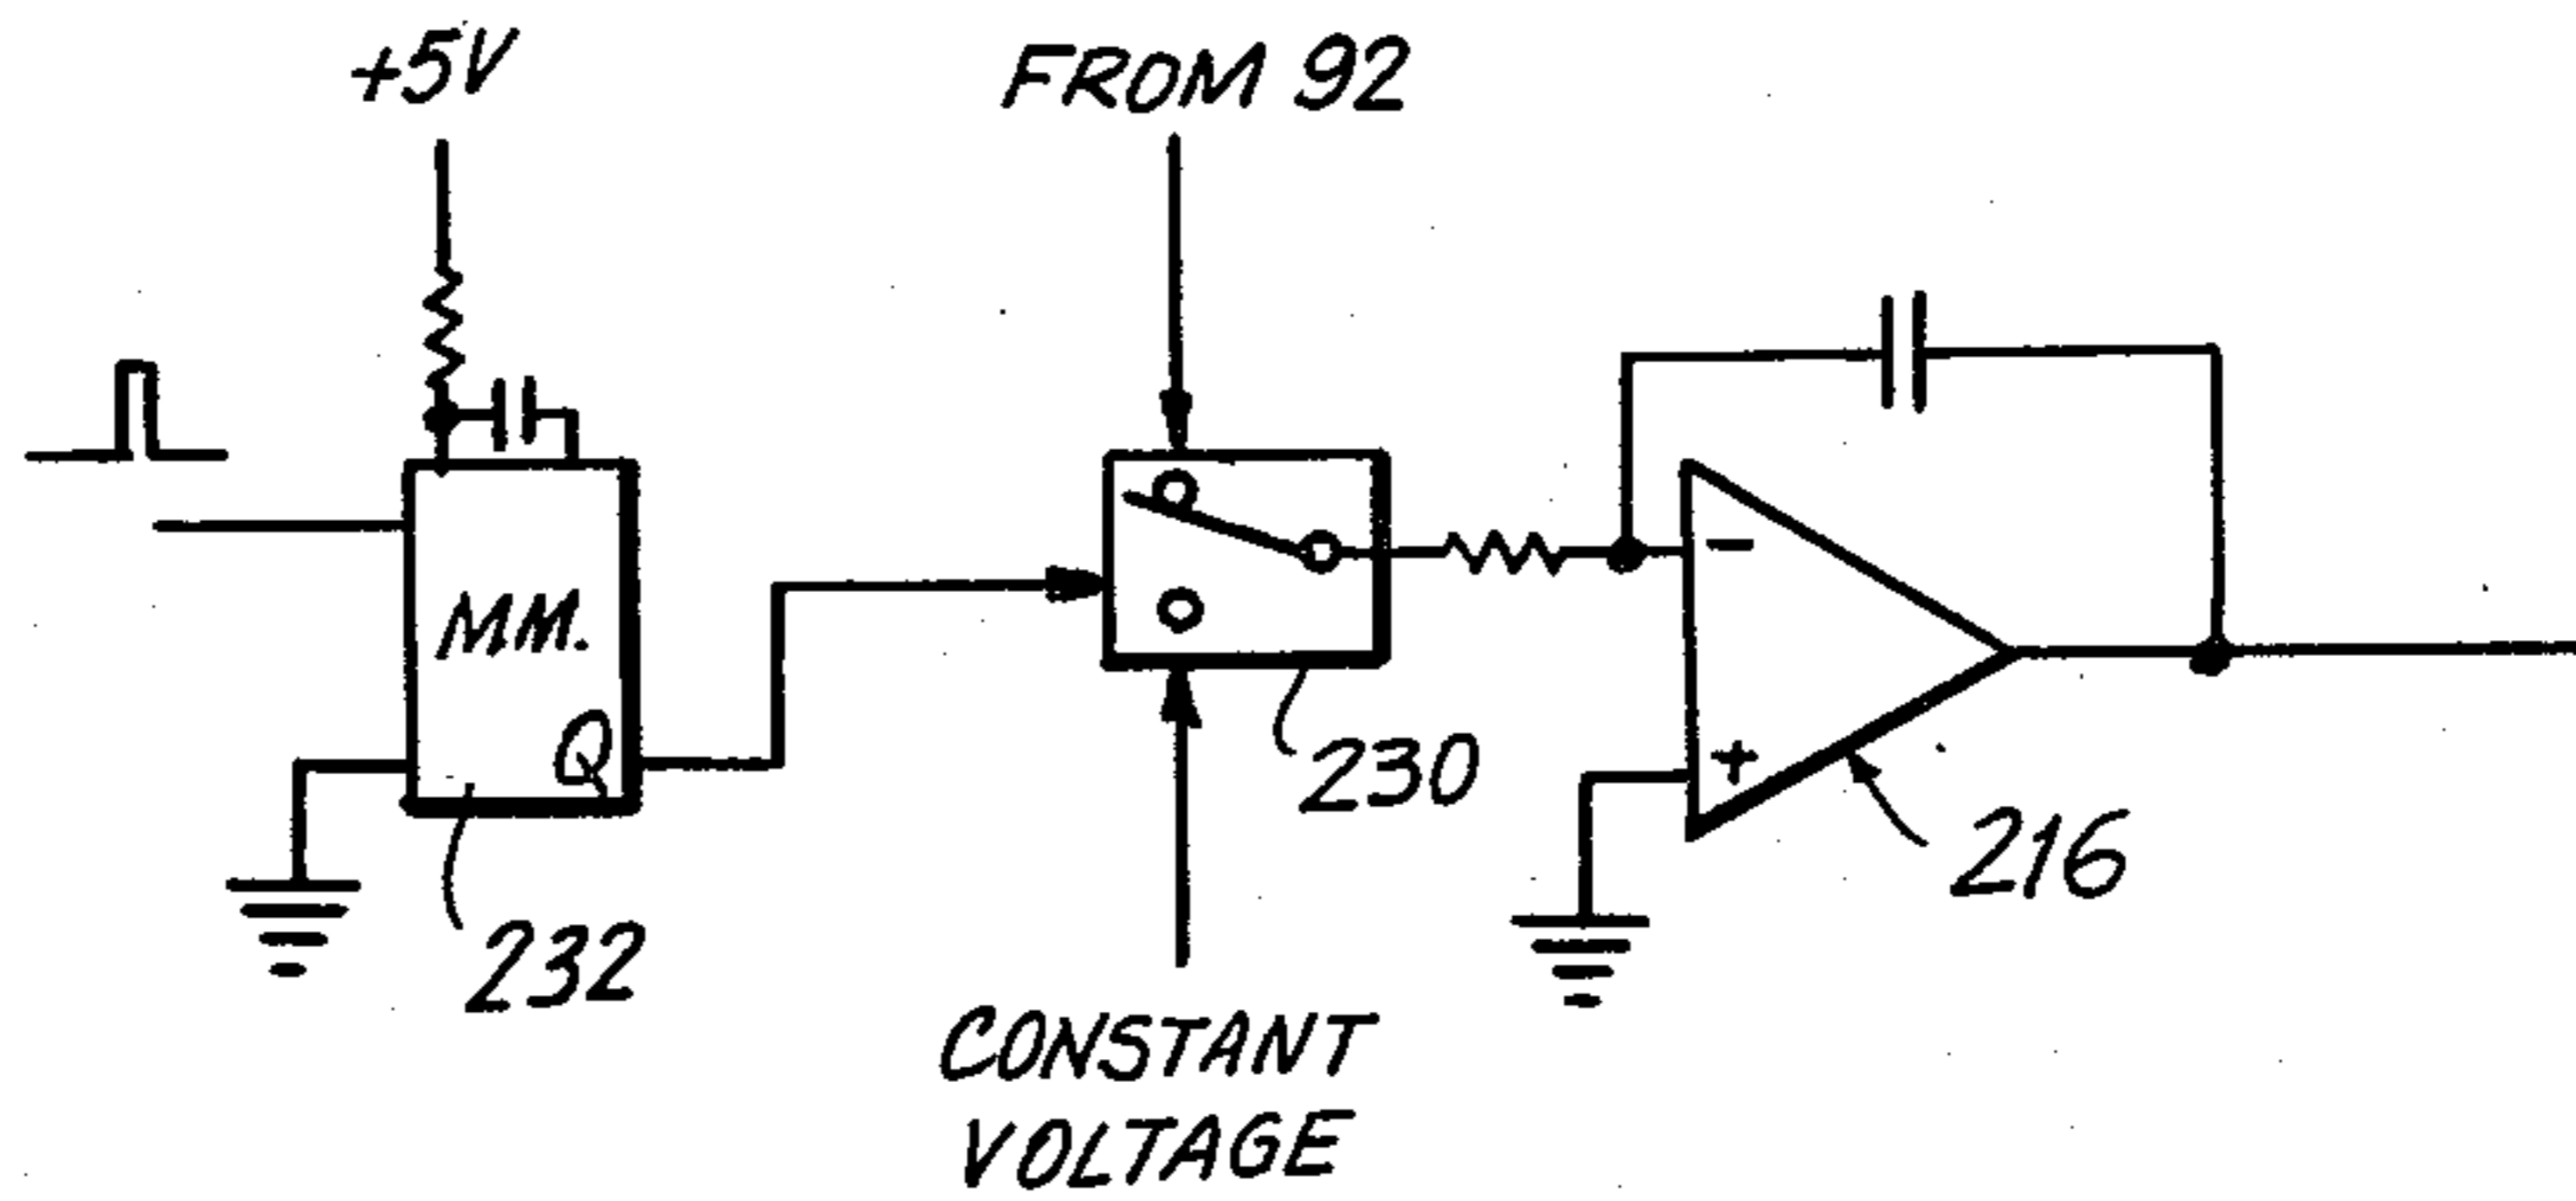 +5V
FROM 92
MM.
Q
-
+
230
216
232
CONSTANT
VOLTAGE